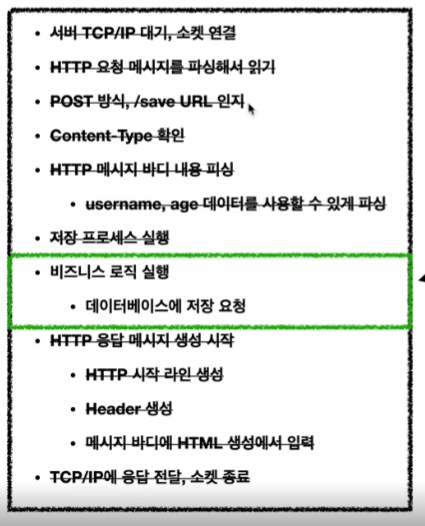 서버 TCP/IP 대기, 소켓 연결
HTTP 요청 메시지를 파싱해서 읽기
POST 방식, /save URL 인지
Content-Type 확인
HTTP 메시지 바디 내용 피싱
username, age 데이터를 사용할 수 있게 파싱
저장 프로세스 실행
비즈니스 로직 실행
데이터베이스에 저장 요청
HTTP 응답 메시지 생성 시작
HTTP 시작 라인 생성
Header 생성
메시지 바디에 HTML 생성에서 입력
TCP/IP에 응답 전달, 소켓 종료